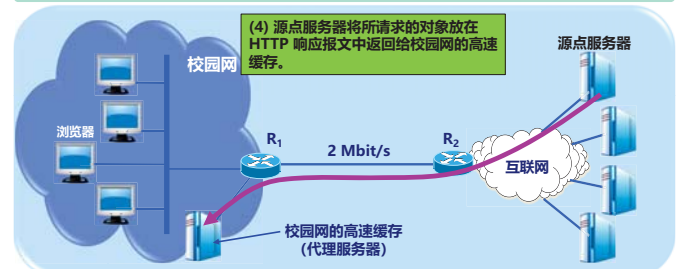 (4) 源点服务器将所请求的对象放在
HTTP 响应报文中返回给校园网的高速
缓存。
源点服务器
校园网
浏览器
R1
2 Mbit/s
R2
互联网
校园网的高速缓存
(代理服务器)